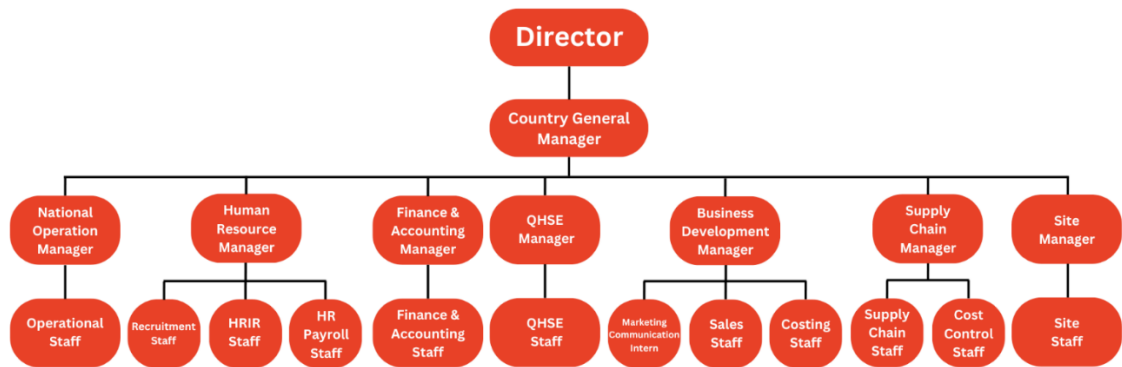 Director
Country General
Manager
National
Operation
Manager
Human
Resource
Manager
Finance &
Accounting
Manager
QHSE
Manager
Business
Development
Manager
Supply
Chain
Manager
Site
Manager
Operational
Staff
Recruitment
Staff
HRIR
Staff
HR
Payroll
Staff
Finance &
Accounting
Staff
QHSE
Staff
Marketing
Communication
Intern
Sales
Staff
Costing
Staff
Supply
Chain
Staff
Cost
Control
Staff
Site
Staff